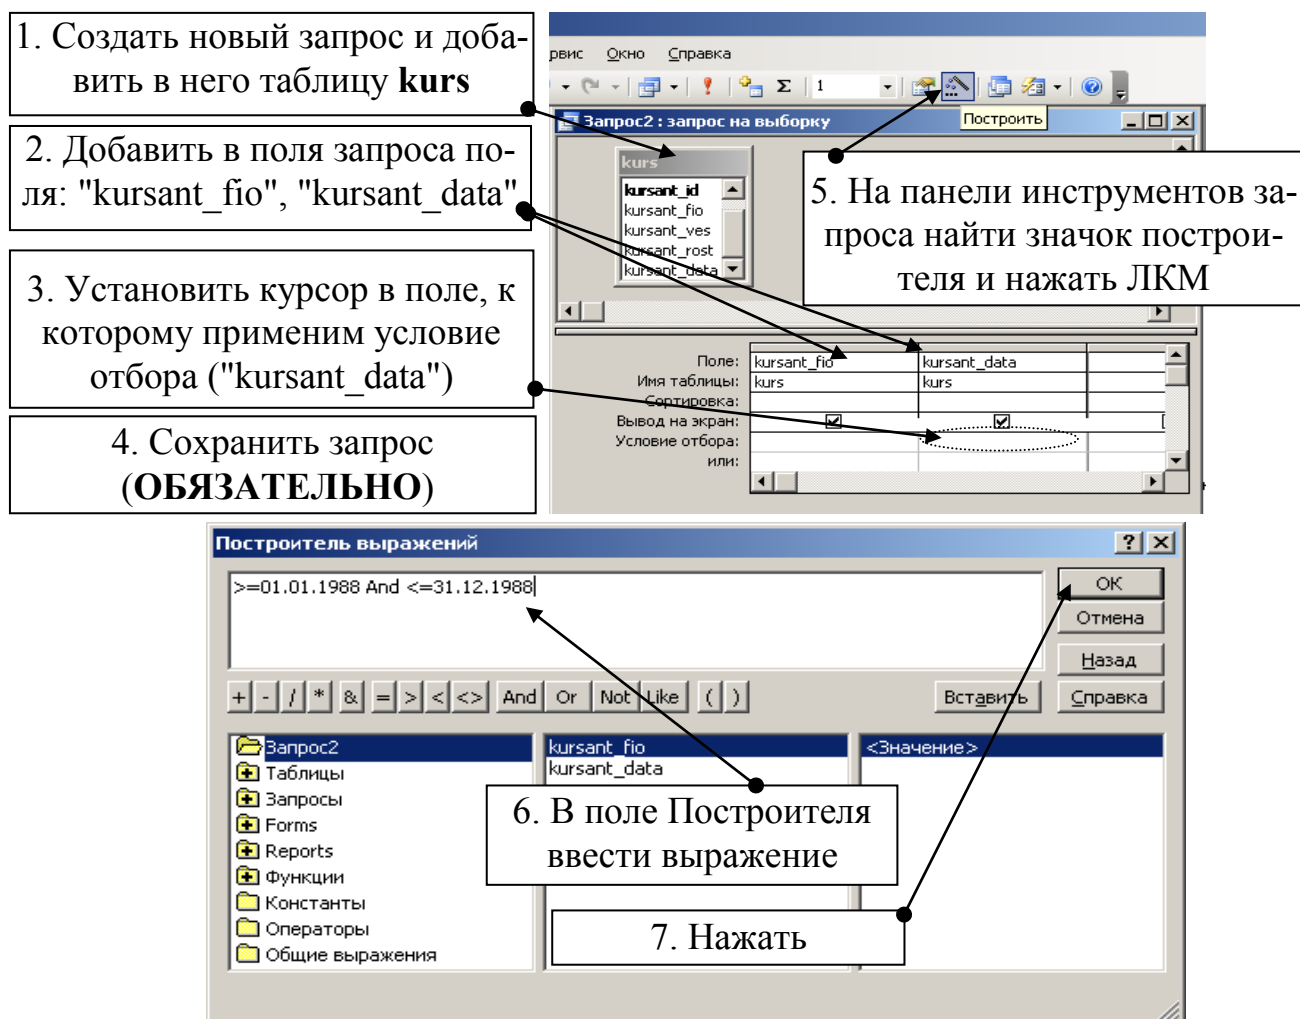 1. Создать новый запрос и доба-
вить в него таблицу kurs
2. Добавить в поля запроса по-
ля: "kursant_fio", "kursant_data"
3. Установить курсор в поле, к
которому применим условие
отбора ("kursant_data")
4. Сохранить запрос
(ОБЯЗАТЕЛЬНО)
рвис Окно Справка
Σ 1
Построить
Запрос2 : запрос на выборку
kurs
kursant_id
kursant_fio
kursant_ves
kursant_rost
kursant_data
5. На панели инструментов за-
проса найти значок построи-
теля и нажать ЛКМ
Поле: kursant_fio kursant_data
Имя таблицы: kurs kurs
Сортировка:
Вывод на экран:
Условие отбора:
или:
Построитель выражений
>=01.01.1988 And <=31.12.1988
OK
Отмена
Назад
Справка
+ - / * & = > < <> And Or Not Like ( ) Вставить
Запрос2
Таблицы
Запросы
Forms
Reports
Функции
Константы
Операторы
Общие выражения
kursant_fio
kursant_data
<Значение>
6. В поле Построителя
ввести выражение
7. Нажать